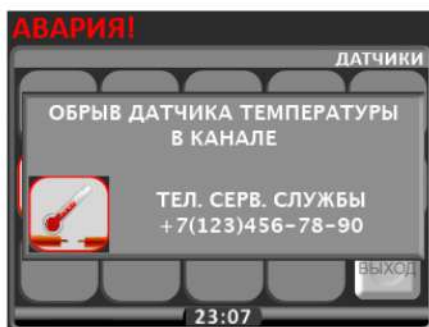 АВАРИЯ!
ДАТЧИКИ
ОБРЫВ ДАТЧИКА ТЕМПЕРАТУРЫ
В КАНАЛЕ
ТЕЛ. СЕРВ. СЛУЖБЫ
+7(123)456-78-90
ВЫХОД
23:07